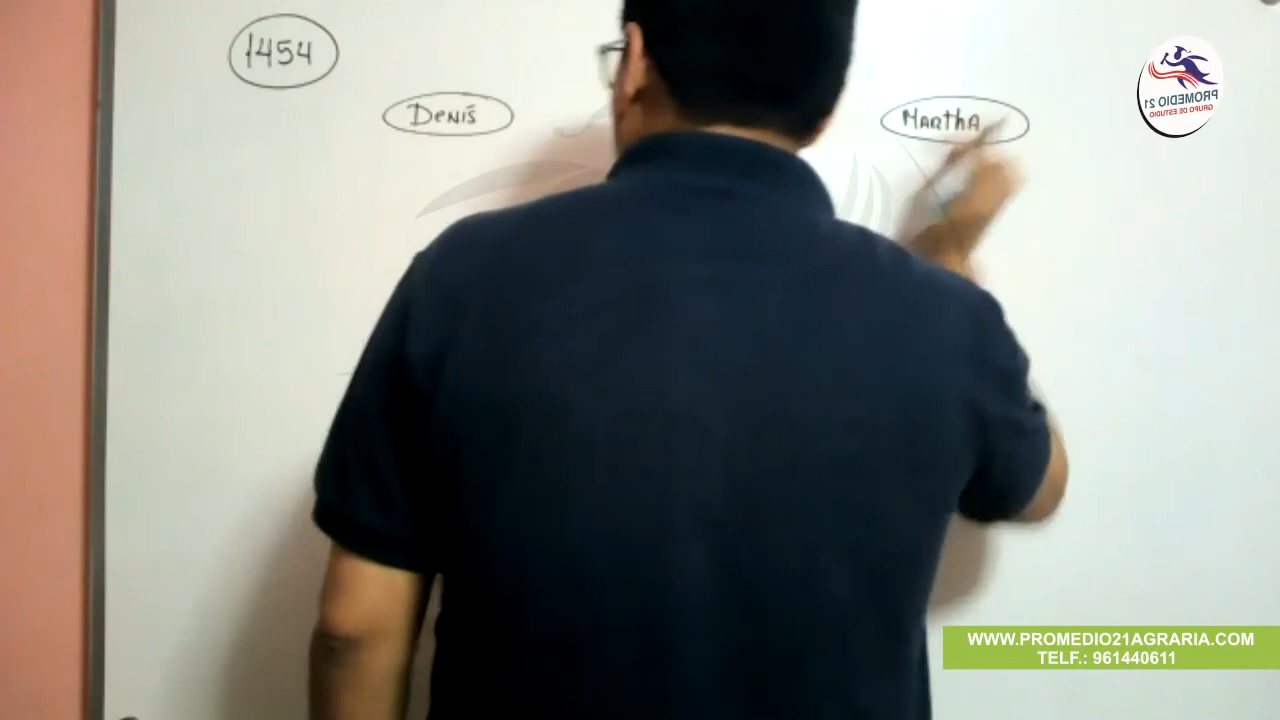 1454
Denis
Martha
PROMEDIO 21
GRUPO DE ESTUDIO
WWW.PROMEDIO21AGRARIA.COM
TELF.: 961440611